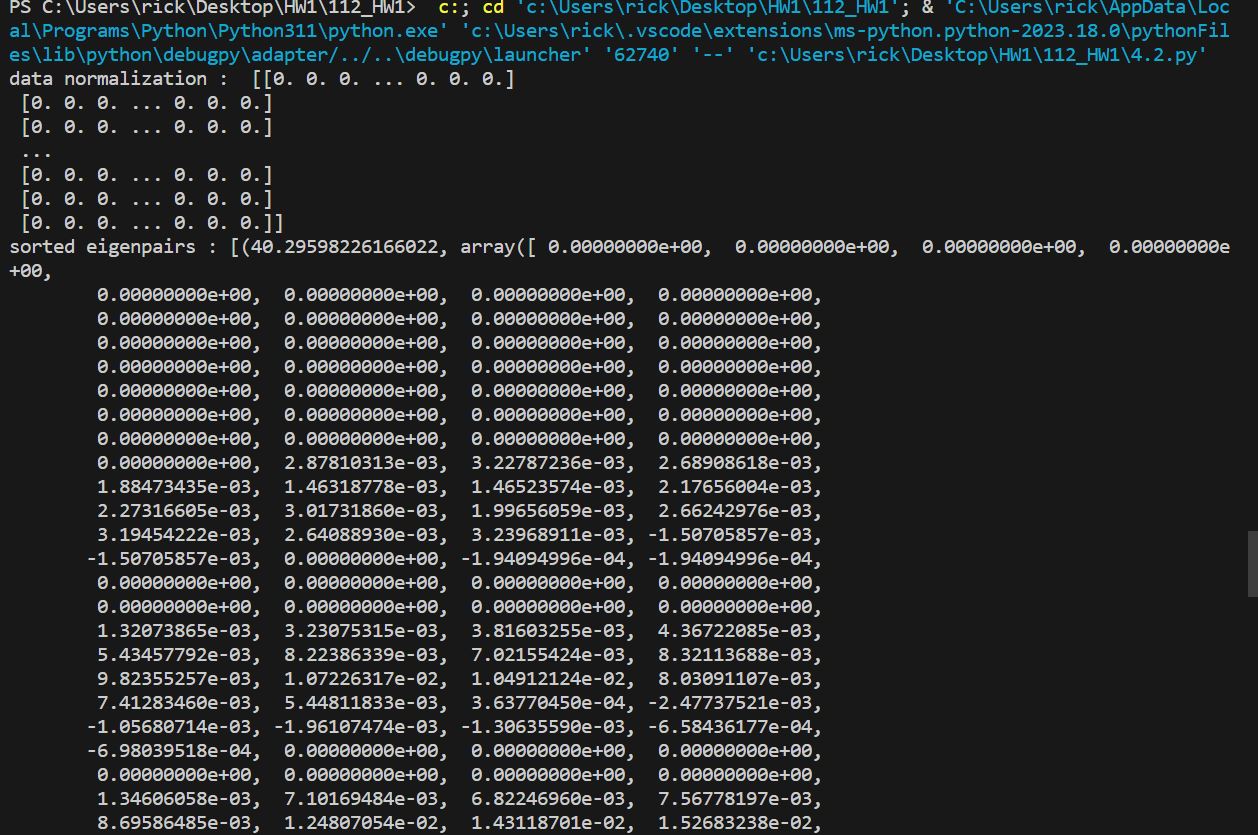 PS C:\Users\rick\Desktop\HW1\112_HW1>  c:; cd 'c:\Users\rick\Desktop\HW1\112_HW1'; & 'C:\Users\rick\AppData\Loc
al\Programs\Python\Python311\python.exe' 'c:\Users\rick\.vscode\extensions\ms-python.python-2023.18.0\pythonFil
es\lib\python\debugpy\adapter/../..\debugpy\launcher' '62740' '--' 'c:\Users\rick\Desktop\HW1\112_HW1\4.2.py'
data normalization :  [[0. 0. 0. ... 0. 0. 0.]
 [0. 0. 0. ... 0. 0. 0.]
 [0. 0. 0. ... 0. 0. 0.]
 ...
 [0. 0. 0. ... 0. 0. 0.]
 [0. 0. 0. ... 0. 0. 0.]
 [0. 0. 0. ... 0. 0. 0.]]
sorted eigenpairs : [(40.29598226166022, array([ 0.00000000e+00,  0.00000000e+00,  0.00000000e+00,  0.00000000e
+00,
        0.00000000e+00,  0.00000000e+00,  0.00000000e+00,  0.00000000e+00,
        0.00000000e+00,  0.00000000e+00,  0.00000000e+00,  0.00000000e+00,
        0.00000000e+00,  0.00000000e+00,  0.00000000e+00,  0.00000000e+00,
        0.00000000e+00,  0.00000000e+00,  0.00000000e+00,  0.00000000e+00,
        0.00000000e+00,  0.00000000e+00,  0.00000000e+00,  0.00000000e+00,
        0.00000000e+00,  0.00000000e+00,  0.00000000e+00,  0.00000000e+00,
        0.00000000e+00,  0.00000000e+00,  0.00000000e+00,  0.00000000e+00,
        0.00000000e+00,  2.87810313e-03,  3.22787236e-03,  2.68908618e-03,
        1.88473435e-03,  1.46318778e-03,  1.46523574e-03,  2.17656004e-03,
        2.27316605e-03,  3.01731860e-03,  1.99656059e-03,  2.66242976e-03,
        3.19454222e-03,  2.64088930e-03,  3.23968911e-03, -1.50705857e-03,
       -1.50705857e-03,  0.00000000e+00, -1.94094996e-04, -1.94094996e-04,
        0.00000000e+00,  0.00000000e+00,  0.00000000e+00,  0.00000000e+00,
        0.00000000e+00,  0.00000000e+00,  0.00000000e+00,  0.00000000e+00,
        1.32073865e-03,  3.23075315e-03,  3.81603255e-03,  4.36722085e-03,
        5.43457792e-03,  8.22386339e-03,  7.02155424e-03,  8.32113688e-03,
        9.82355257e-03,  1.07226317e-02,  1.04912124e-02,  8.03091107e-03,
        7.41283460e-03,  5.44811833e-03,  3.63770450e-04, -2.47737521e-03,
       -1.05680714e-03, -1.96107474e-03, -1.30635590e-03, -6.58436177e-04,
       -6.98039518e-04,  0.00000000e+00,  0.00000000e+00,  0.00000000e+00,
        0.00000000e+00,  0.00000000e+00,  0.00000000e+00,  0.00000000e+00,
        1.34606058e-03,  7.10169484e-03,  6.82246960e-03,  7.56778197e-03,
        8.69586485e-03,  1.24807054e-02,  1.43118701e-02,  1.52683238e-02,